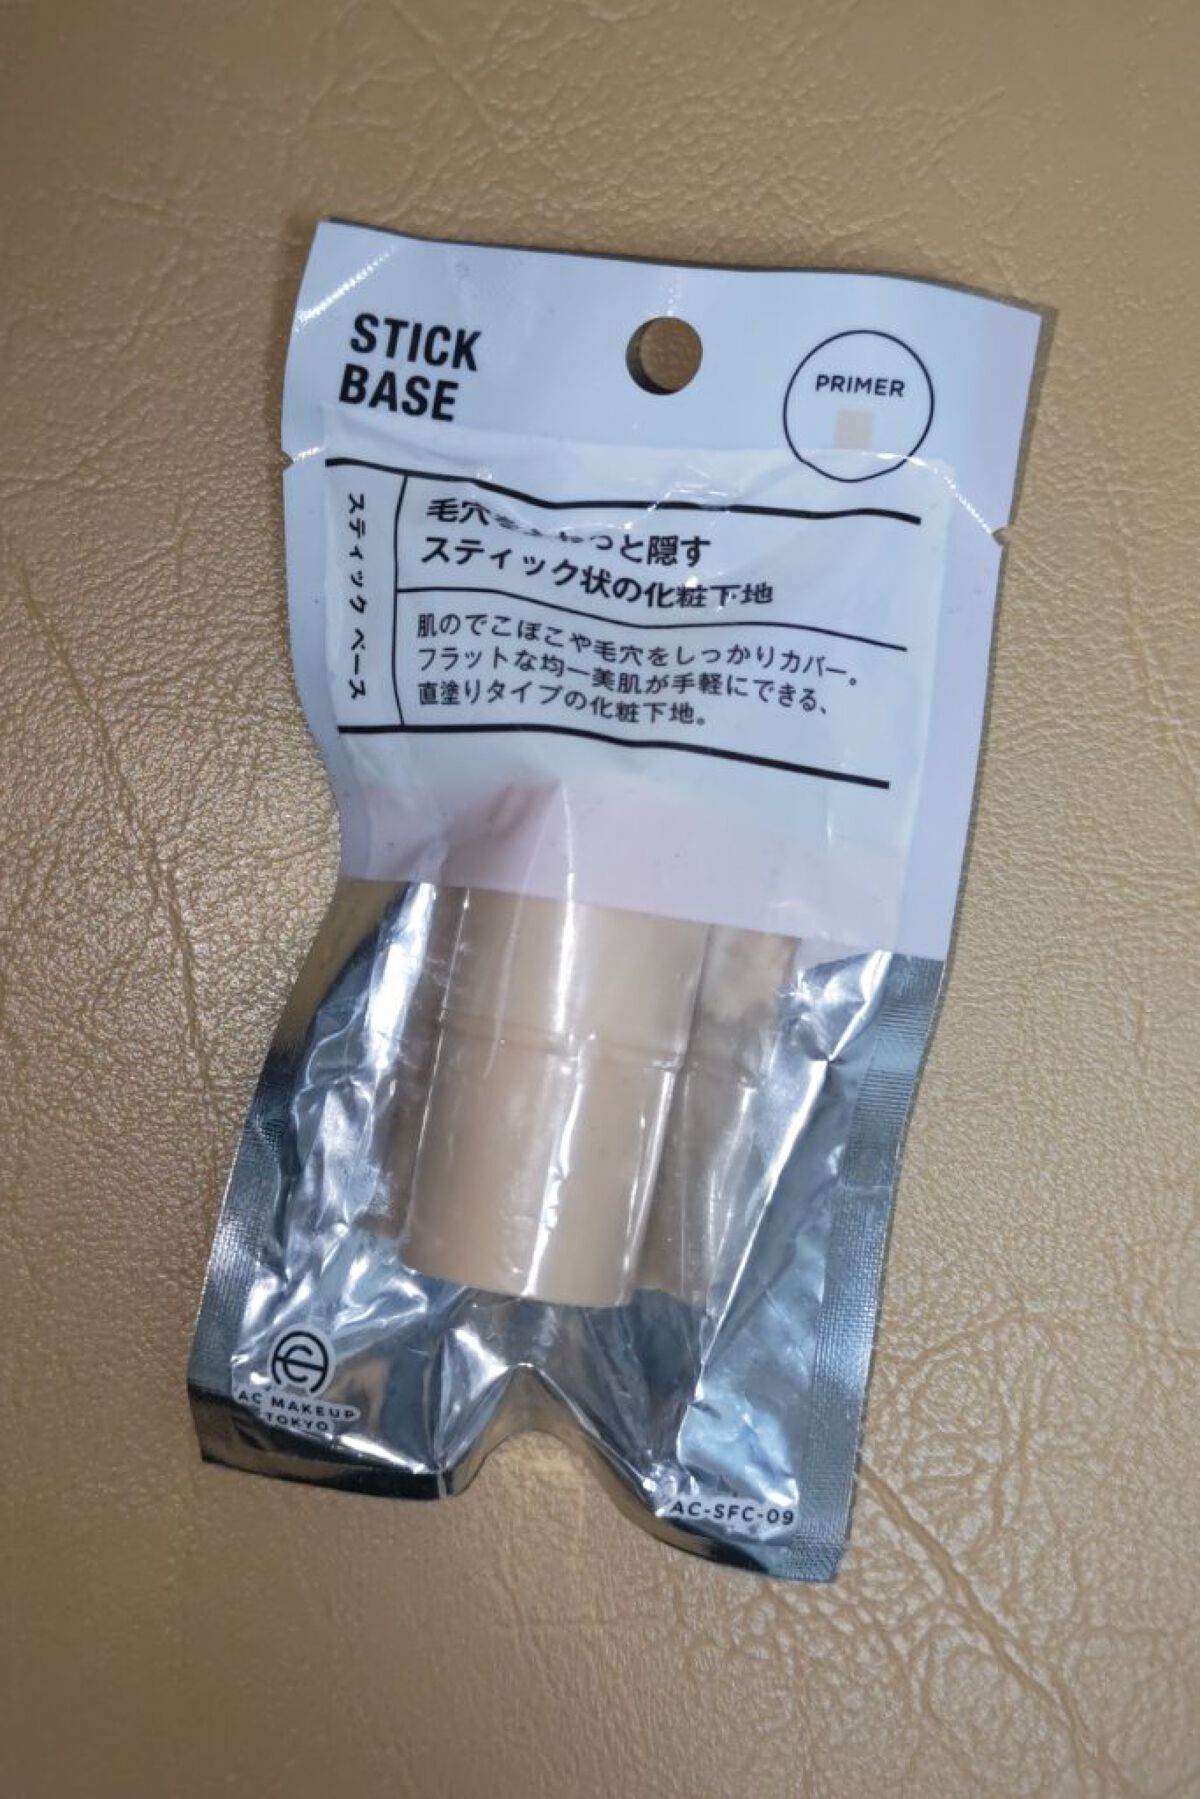 STICK
BASE
PRIMER
スティック ベース
毛穴 っと隠す
スティック状の化粧下地
肌のでこぼこや毛穴をしっかりカバー。
フラットな均一美肌が手軽にできる、
直塗りタイプの化粧下地。
AC MAKEUP
TOKYO
AC-SFC-09